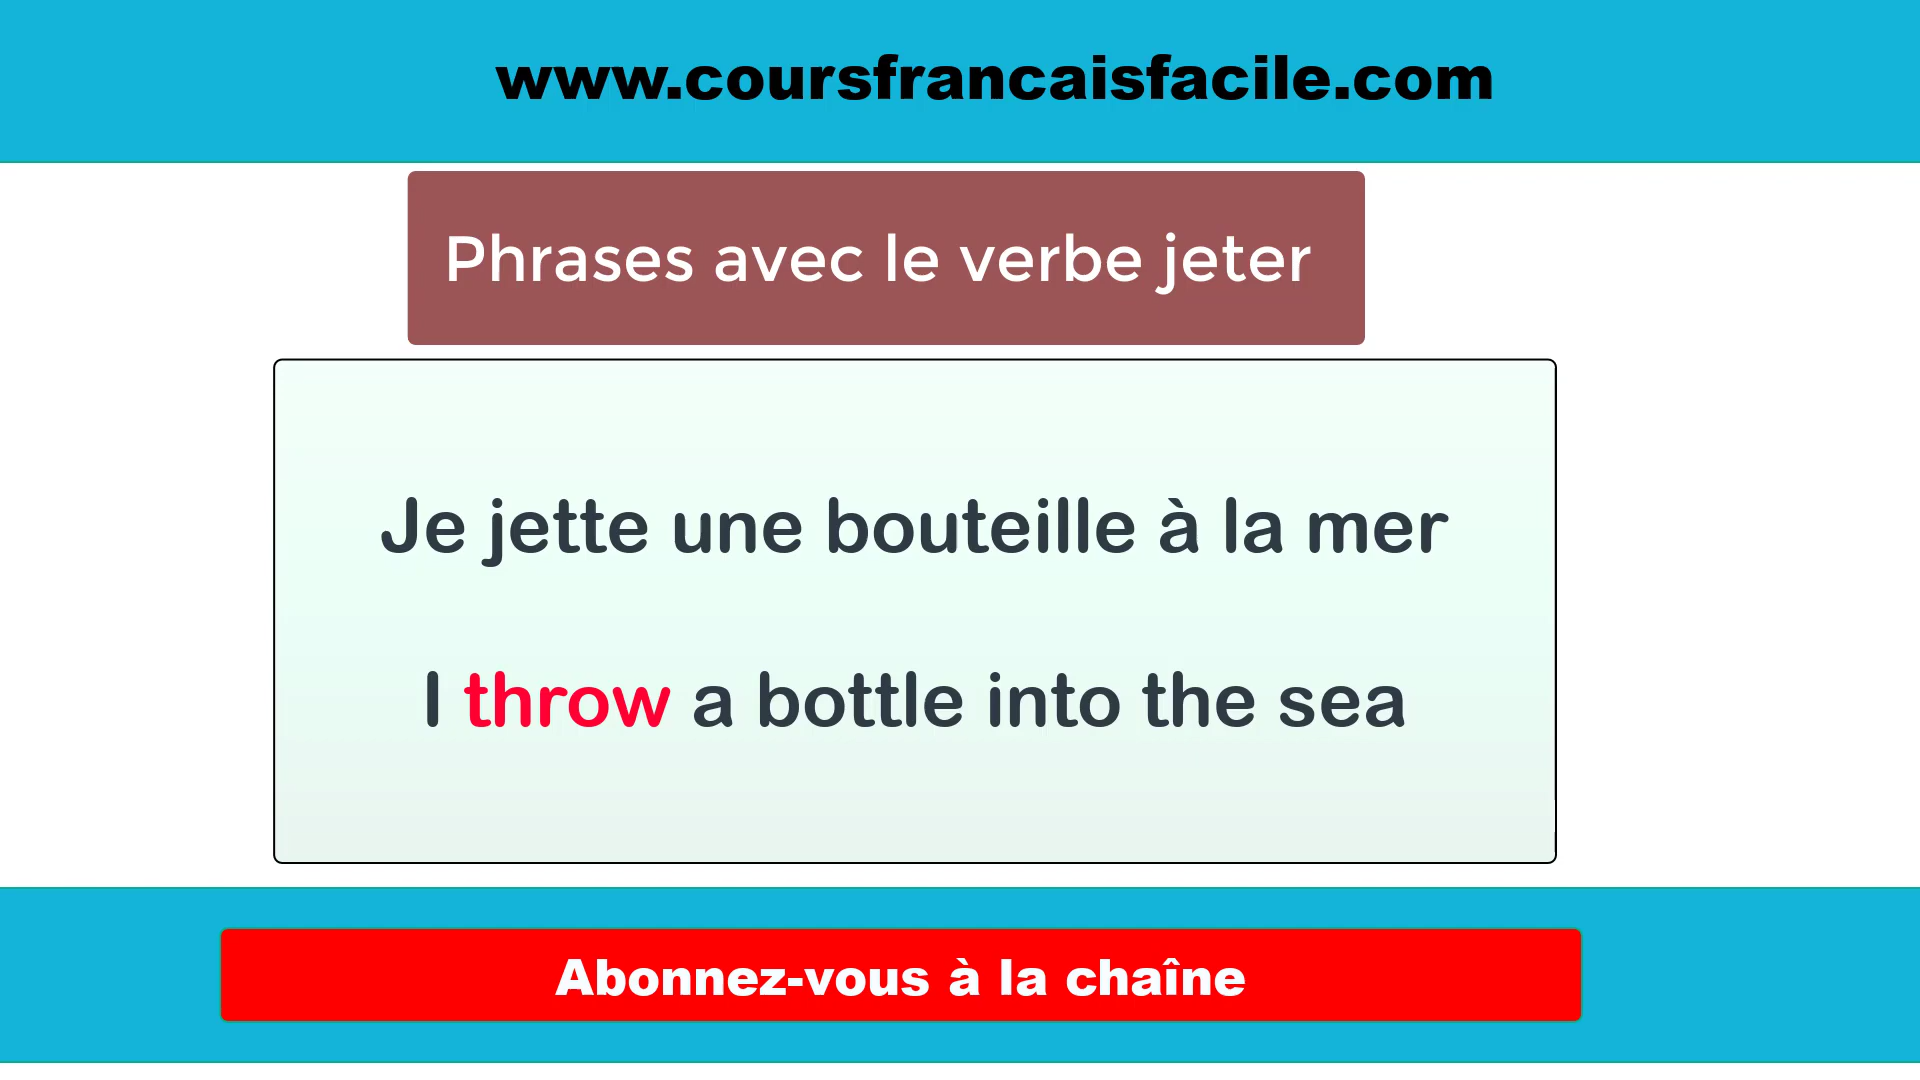 www.coursfrancaisfacile.com
Phrases avec le verbe jeter
Je jette une bouteille à la mer
I throw a bottle into the sea
Abonnez-vous à la chaîne